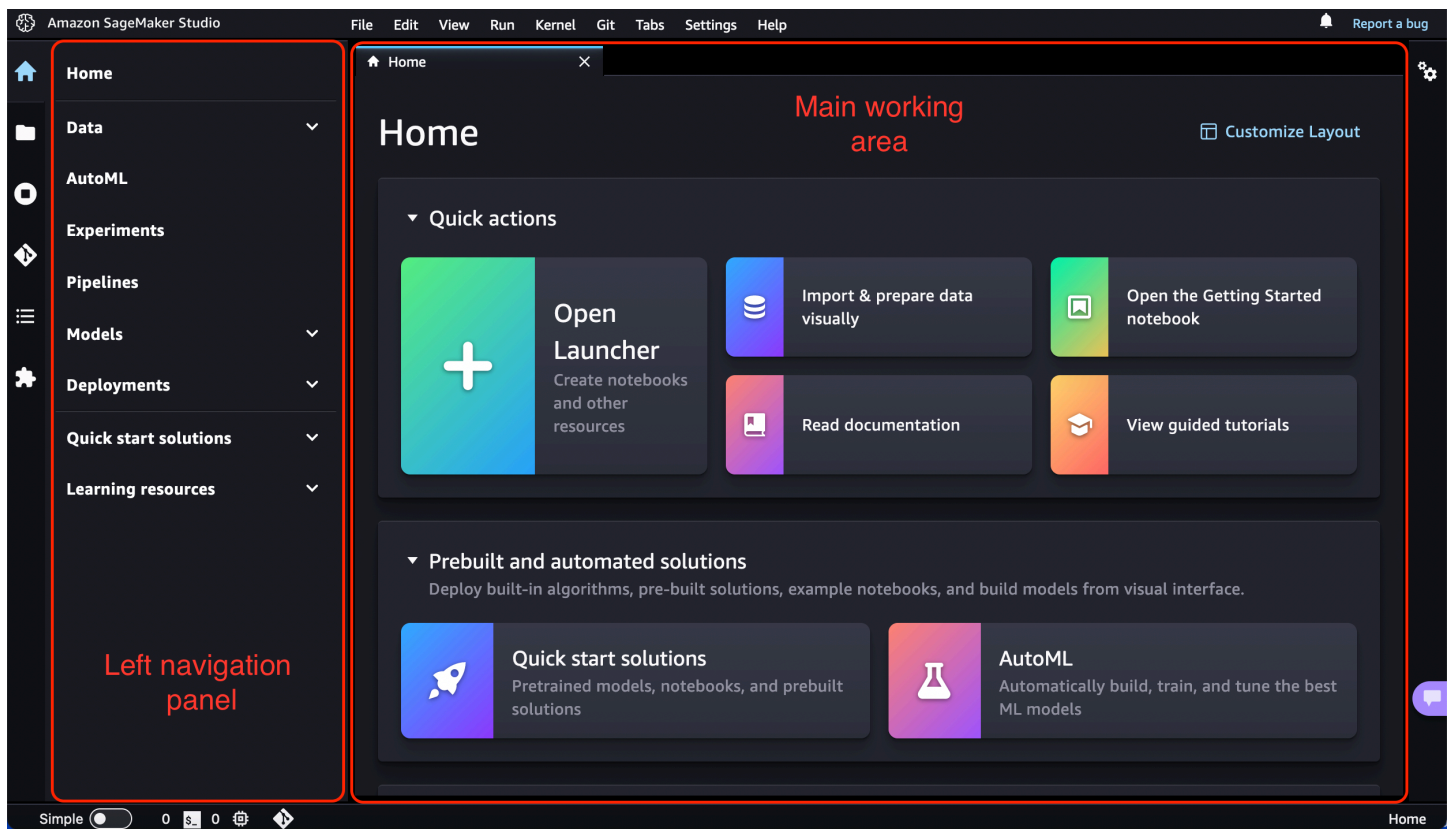 Amazon SageMaker Studio
File Edit View Run Kernel Git Tabs Settings Help
Report a bug
Home
Data
AutoML
Experiments
Pipelines
Models
Deployments
Quick start solutions
Learning resources
Left navigation
panel
Home
Home
Main working
area
Customize Layout
Quick actions
Open
Launcher
Create notebooks
and other
resources
Import & prepare data
visually
Open the Getting Started
notebook
Read documentation
View guided tutorials
Prebuilt and automated solutions
Deploy built-in algorithms, pre-built solutions, example notebooks, and build models from visual interface.
Quick start solutions
Pretrained models, notebooks, and prebuilt
solutions
AutoML
Automatically build, train, and tune the best
ML models
Simple 0 $_ 0
Home